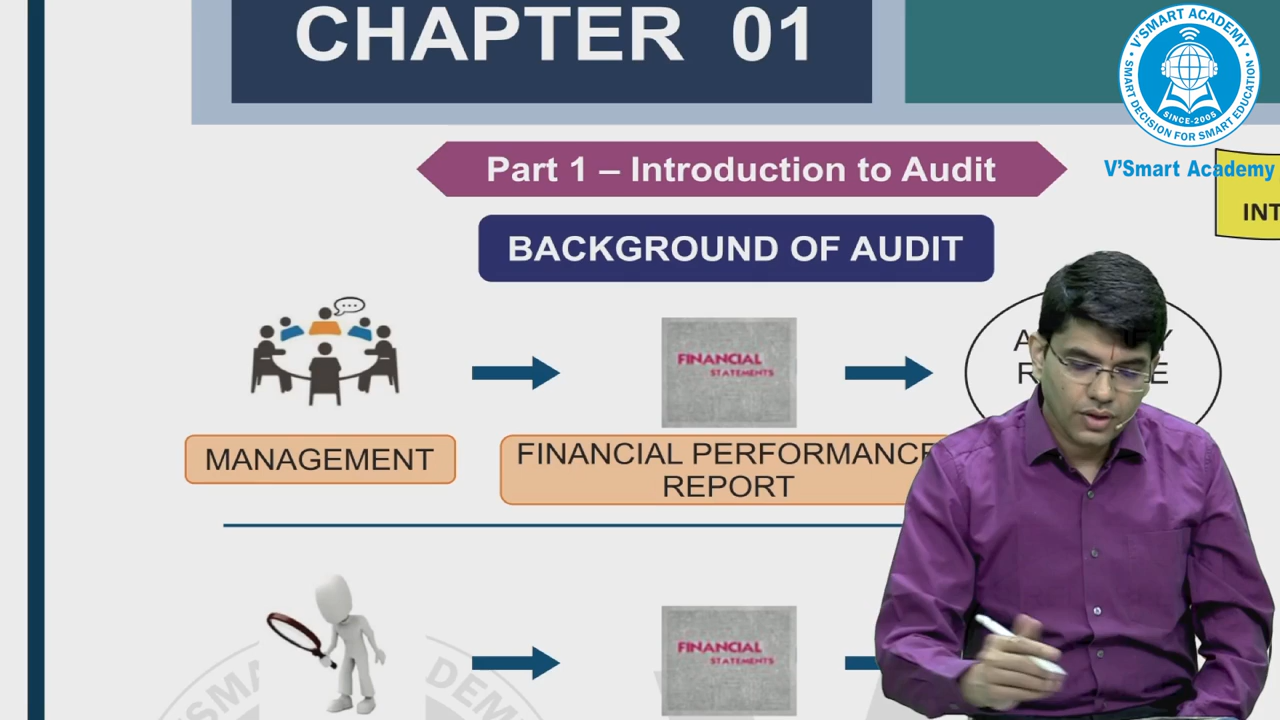 CHAPTER 01
V'SMART ACADEMY
SMART DECISION FOR SMART EDUCATION
SINCE-2005
V'Smart Academy
Part 1 – Introduction to Audit
BACKGROUND OF AUDIT
FINANCIAL
STATEMENTS
MANAGEMENT
FINANCIAL PERFORMANCE
REPORT
FINANCIAL
STATEMENTS